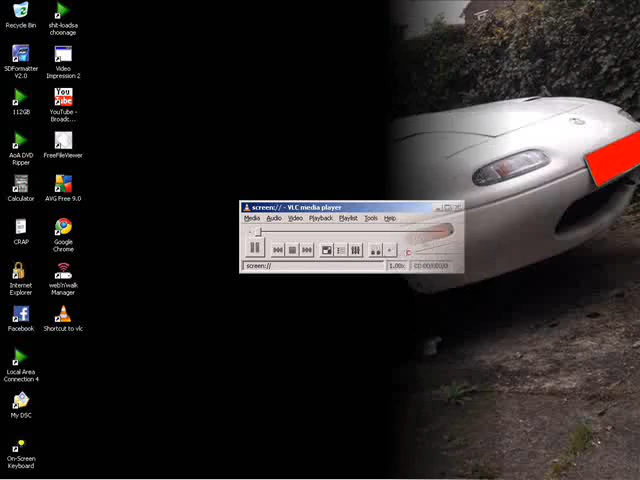 Recycle Bin
shit-loadsa
choonage
SDFormatter
V2.0
Video
Impression 2
112GB
You
Tube
YouTube -
Broadc...
AoA DVD
Ripper
FreeFileViewer
Calculator
AVG Free 9.0
CRAP
Google
Chrome
Internet
Explorer
web'n'walk
Manager
Facebook
Shortcut to vlc
Local Area
Connection 4
My DSC
On-Screen
Keyboard
screen:// - VLC media player
Media Audio Video Playback Playlist Tools Help
screen://
1.00x